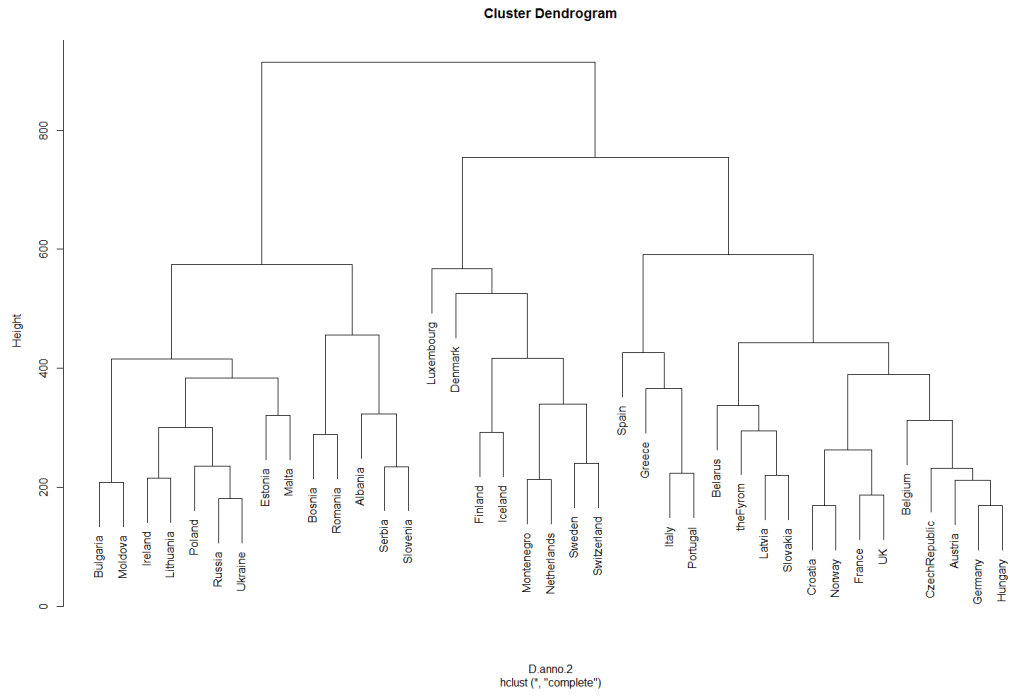 Cluster Dendrogram
Height
0
200
400
600
800
Bulgaria
Moldova
Ireland
Lithuania
Poland
Russia
Ukraine
Estonia
Malta
Bosnia
Romania
Albania
Serbia
Slovenia
Luxembourg
Denmark
Finland
Iceland
Montenegro
Netherlands
Sweden
Switzerland
Spain
Greece
Italy
Portugal
Belarus
theFyrom
Latvia
Slovakia
Croatia
Norway
France
UK
Belgium
CzechRepublic
Austria
Germany
Hungary
D.anno.2
hclust (*, "complete")